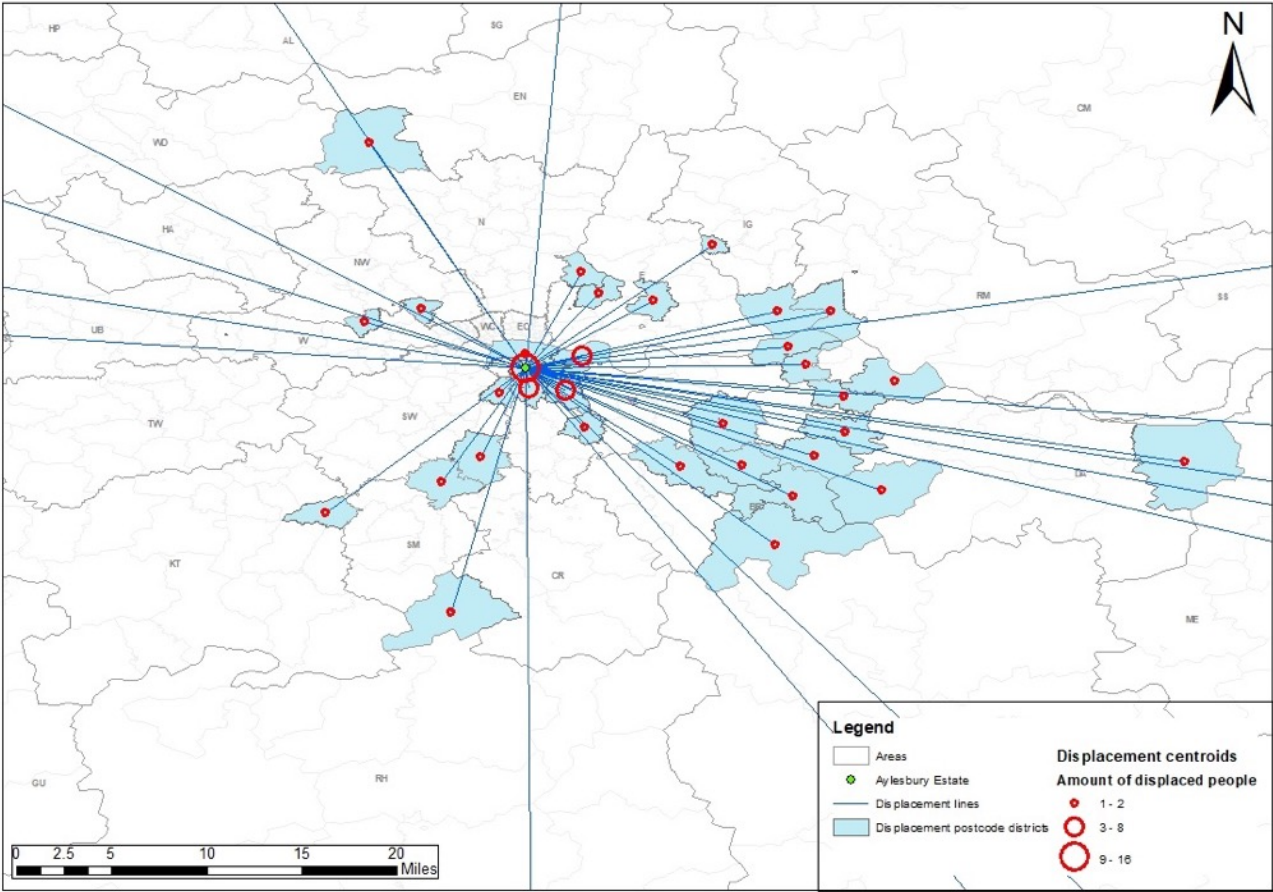 N
HP
AL
SG
EN
CM
WD
HA
N
IG
NW
E
RM
SS
UB
W
WC
EC
TW
SW
DA
BR
SM
KT
CR
ME
GU
RH
Legend
Areas
Aylesbury Estate
Displacement lines
Displacement postcode districts
Displacement centroids
Amount of displaced people
1 - 2
3 - 8
9 - 16
0 2.5 5 10 15 20
Miles